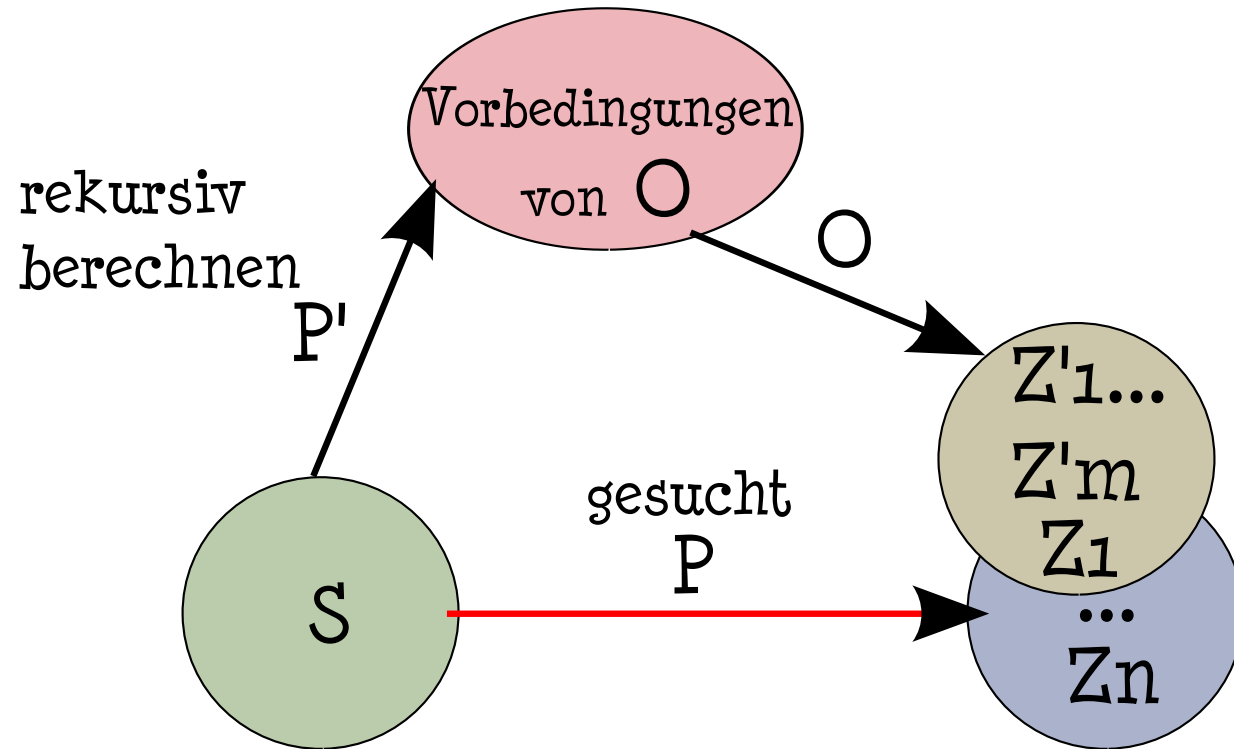 Vorbedingungen
von O
rekursiv
berechnen
P'
O
Z'1...
Z'm
Z1
...
Zn
gesucht
P
S